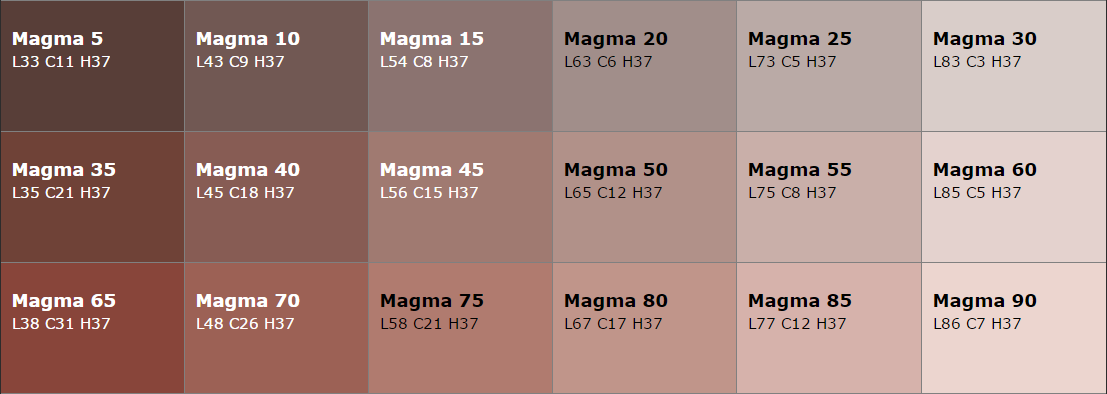 Magma 5
L33 C11 H37
Magma 10
L43 C9 H37
Magma 15
L54 C8 H37
Magma 20
L63 C6 H37
Magma 25
L73 C5 H37
Magma 30
L83 C3 H37
Magma 35
L35 C21 H37
Magma 40
L45 C18 H37
Magma 45
L56 C15 H37
Magma 50
L65 C12 H37
Magma 55
L75 C8 H37
Magma 60
L85 C5 H37
Magma 65
L38 C31 H37
Magma 70
L48 C26 H37
Magma 75
L58 C21 H37
Magma 80
L67 C17 H37
Magma 85
L77 C12 H37
Magma 90
L86 C7 H37